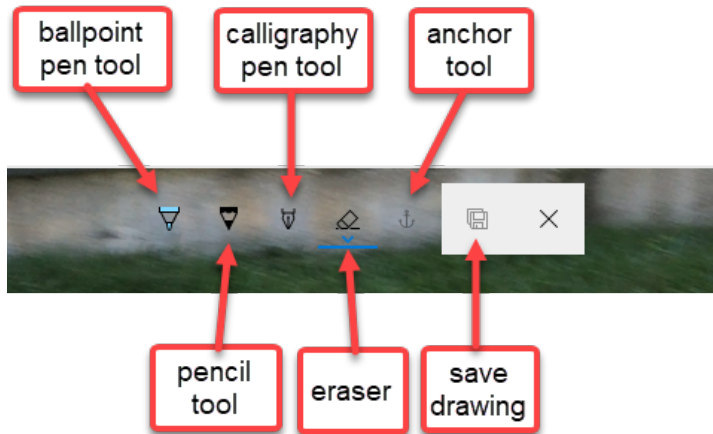 ballpoint
pen tool
calligraphy
pen tool
anchor
tool
pencil
tool
eraser
save
drawing